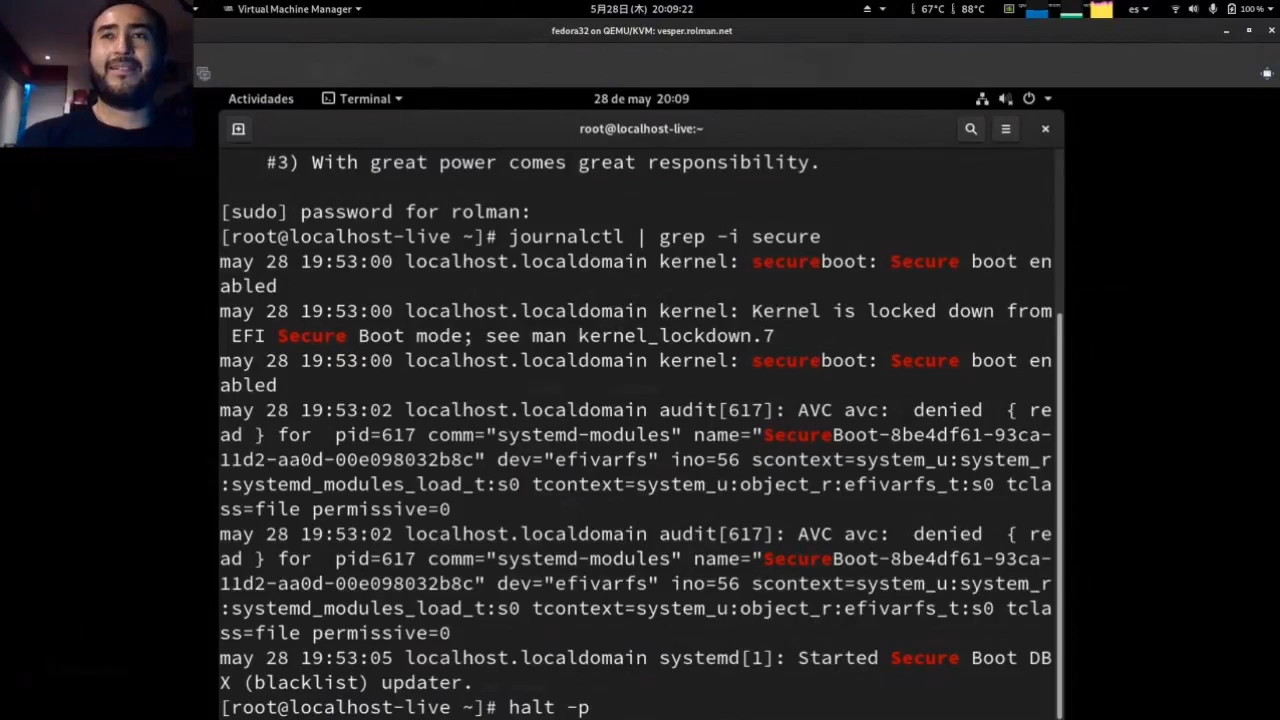 Virtual Machine Manager
5月28日(木) 20:09:22
67°C
88°C
es
100%
fedora32 on QEMU/KVM: vesper.rolman.net
Actividades
Terminal
28 de may 20:09
root@localhost-live:~
#3) With great power comes great responsibility.
[sudo] password for rolman:
[root@localhost-live ~]# journalctl | grep -i secure
may 28 19:53:00 localhost.localdomain kernel: secureboot: Secure boot en
abled
may 28 19:53:00 localhost.localdomain kernel: Kernel is locked down from
EFI Secure Boot mode; see man kernel_lockdown.7
may 28 19:53:00 localhost.localdomain kernel: secureboot: Secure boot en
abled
may 28 19:53:02 localhost.localdomain audit[617]: AVC avc:  denied  { re
ad } for  pid=617 comm="systemd-modules" name="SecureBoot-8be4df61-93ca-
11d2-aa0d-00e098032b8c" dev="efivarfs" ino=56 scontext=system_u:system_r
:systemd_modules_load_t:s0 tcontext=system_u:object_r:efivarfs_t:s0 tcla
ss=file permissive=0
may 28 19:53:02 localhost.localdomain audit[617]: AVC avc:  denied  { re
ad } for  pid=617 comm="systemd-modules" name="SecureBoot-8be4df61-93ca-
11d2-aa0d-00e098032b8c" dev="efivarfs" ino=56 scontext=system_u:system_r
:systemd_modules_load_t:s0 tcontext=system_u:object_r:efivarfs_t:s0 tcla
ss=file permissive=0
may 28 19:53:05 localhost.localdomain systemd[1]: Started Secure Boot DB
X (blacklist) updater.
[root@localhost-live ~]# halt -p